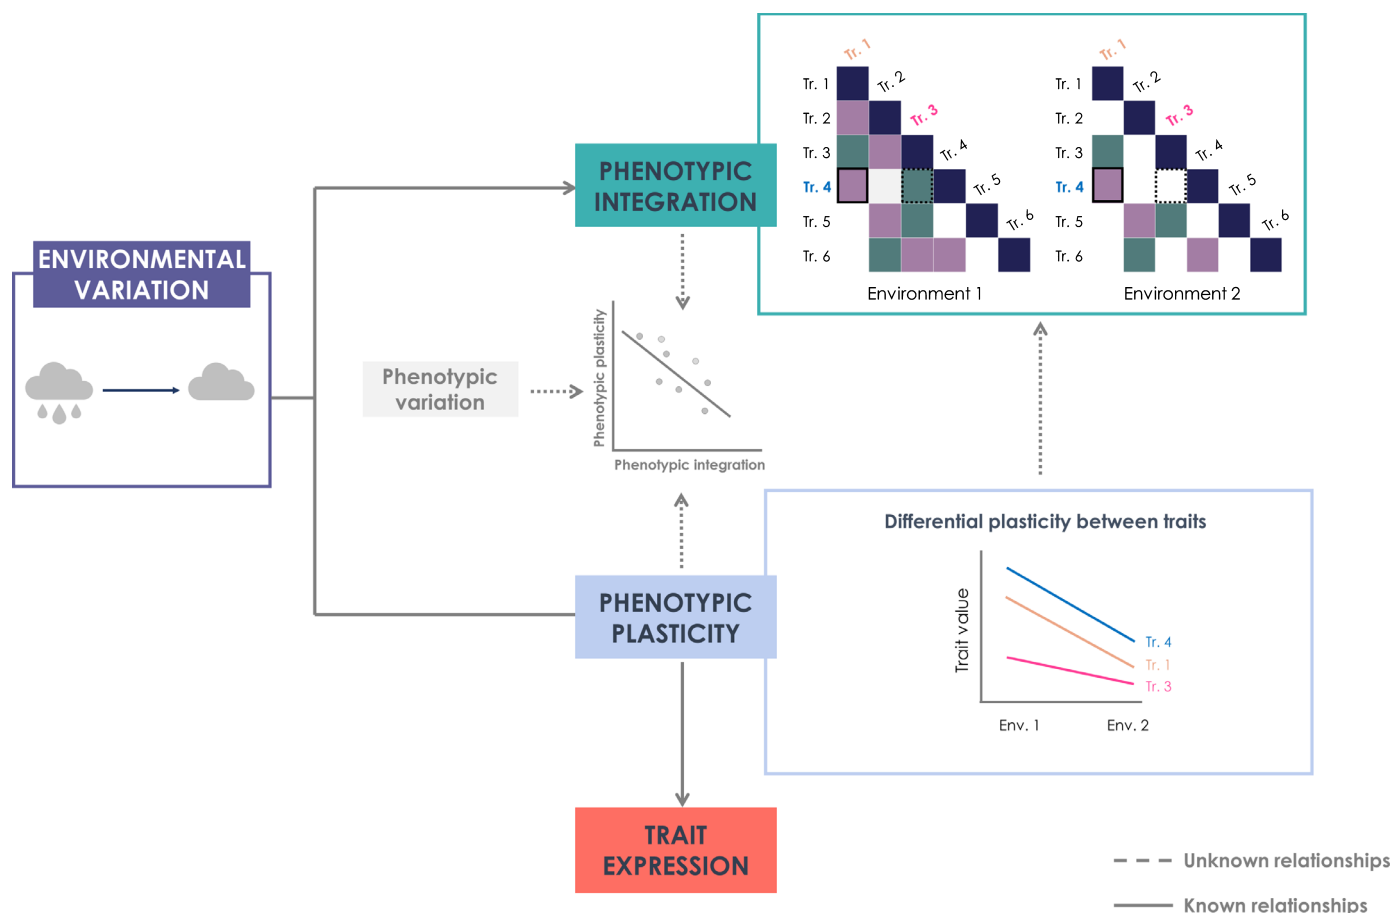 ENVIRONMENTAL
VARIATION
PHENOTYPIC
INTEGRATION
Tr. 1
Tr. 1 Tr. 2
Tr. 2 Tr. 3
Tr. 3 Tr. 4
Tr. 4 Tr. 5
Tr. 5 Tr. 6
Tr. 6
Environment 1
Tr. 1
Tr. 1 Tr. 2
Tr. 2 Tr. 3
Tr. 3 Tr. 4
Tr. 4 Tr. 5
Tr. 5 Tr. 6
Tr. 6
Environment 2
Phenotypic
variation
Phenotypic plasticity
Phenotypic integration
PHENOTYPIC
PLASTICITY
Differential plasticity between traits
Trait value
Tr. 4
Tr. 1
Tr. 3
Env. 1 Env. 2
TRAIT
EXPRESSION
Unknown relationships
Known relationships